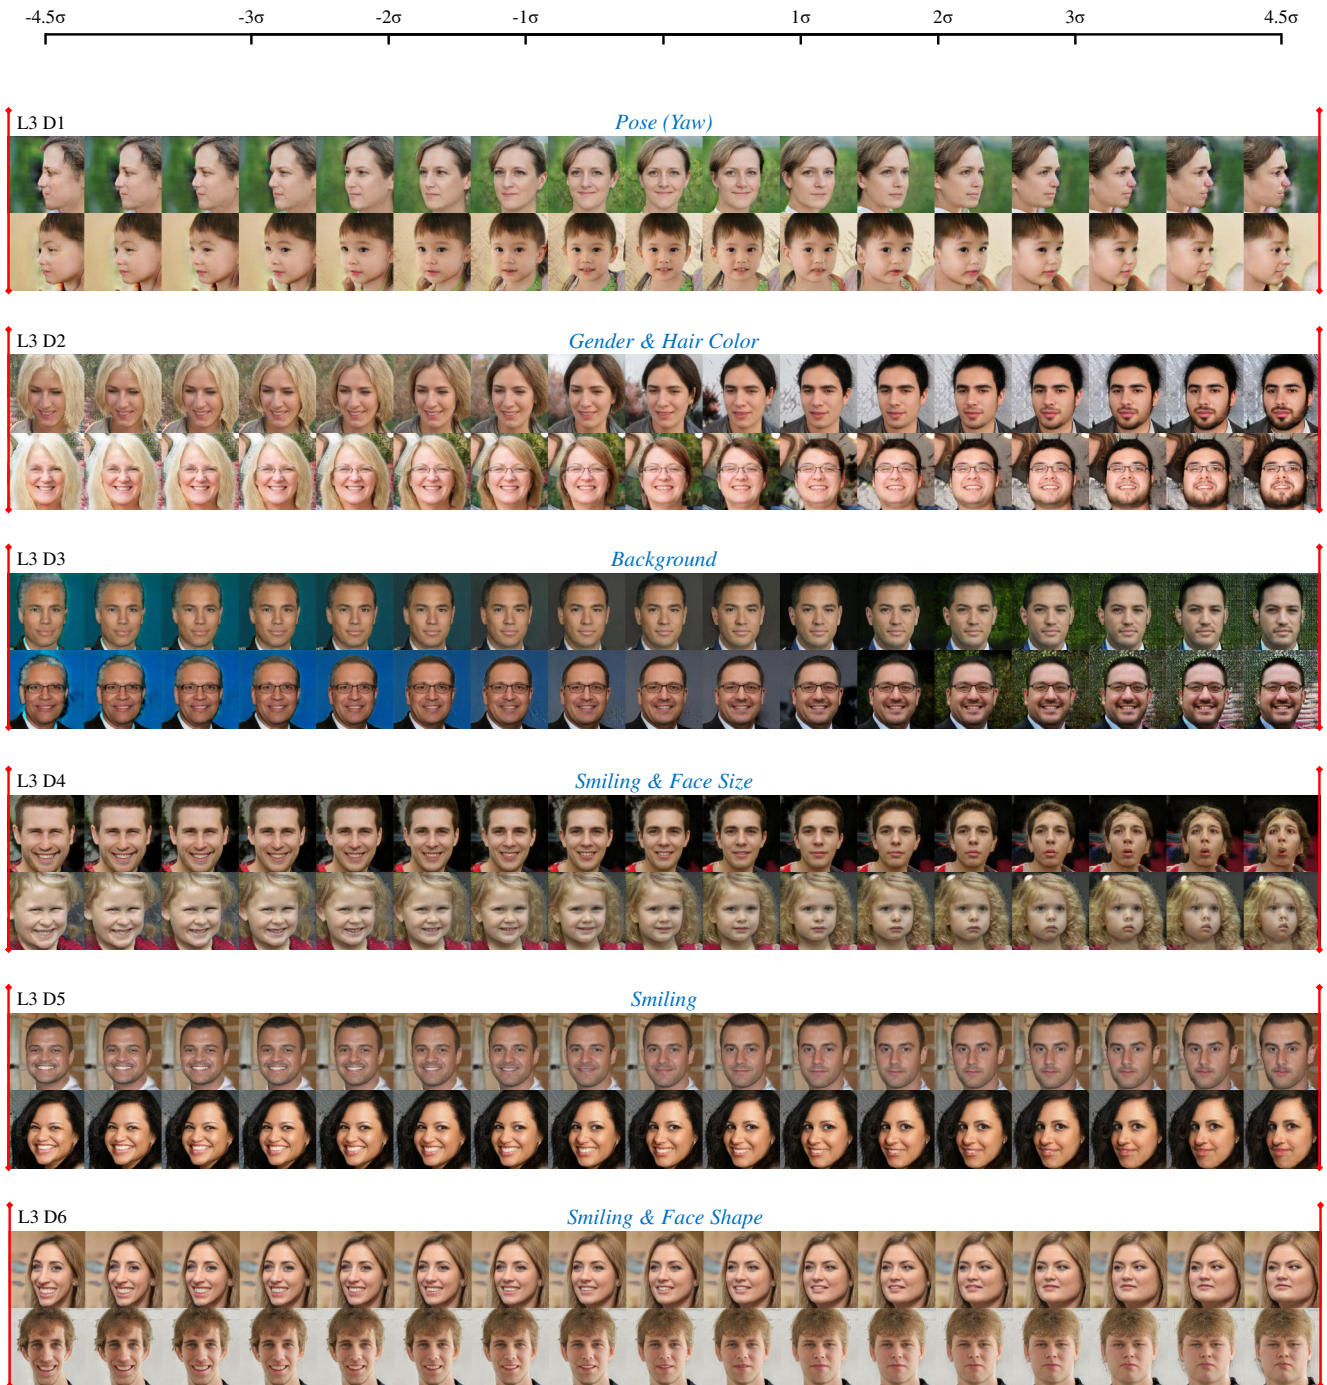 -4.5σ -3σ -2σ -1σ 1σ 2σ 3σ 4.5σ
L3 D1 Pose (Yaw)
L3 D2 Gender & Hair Color
L3 D3 Background
L3 D4 Smiling & Face Size
L3 D5 Smiling
L3 D6 Smiling & Face Shape